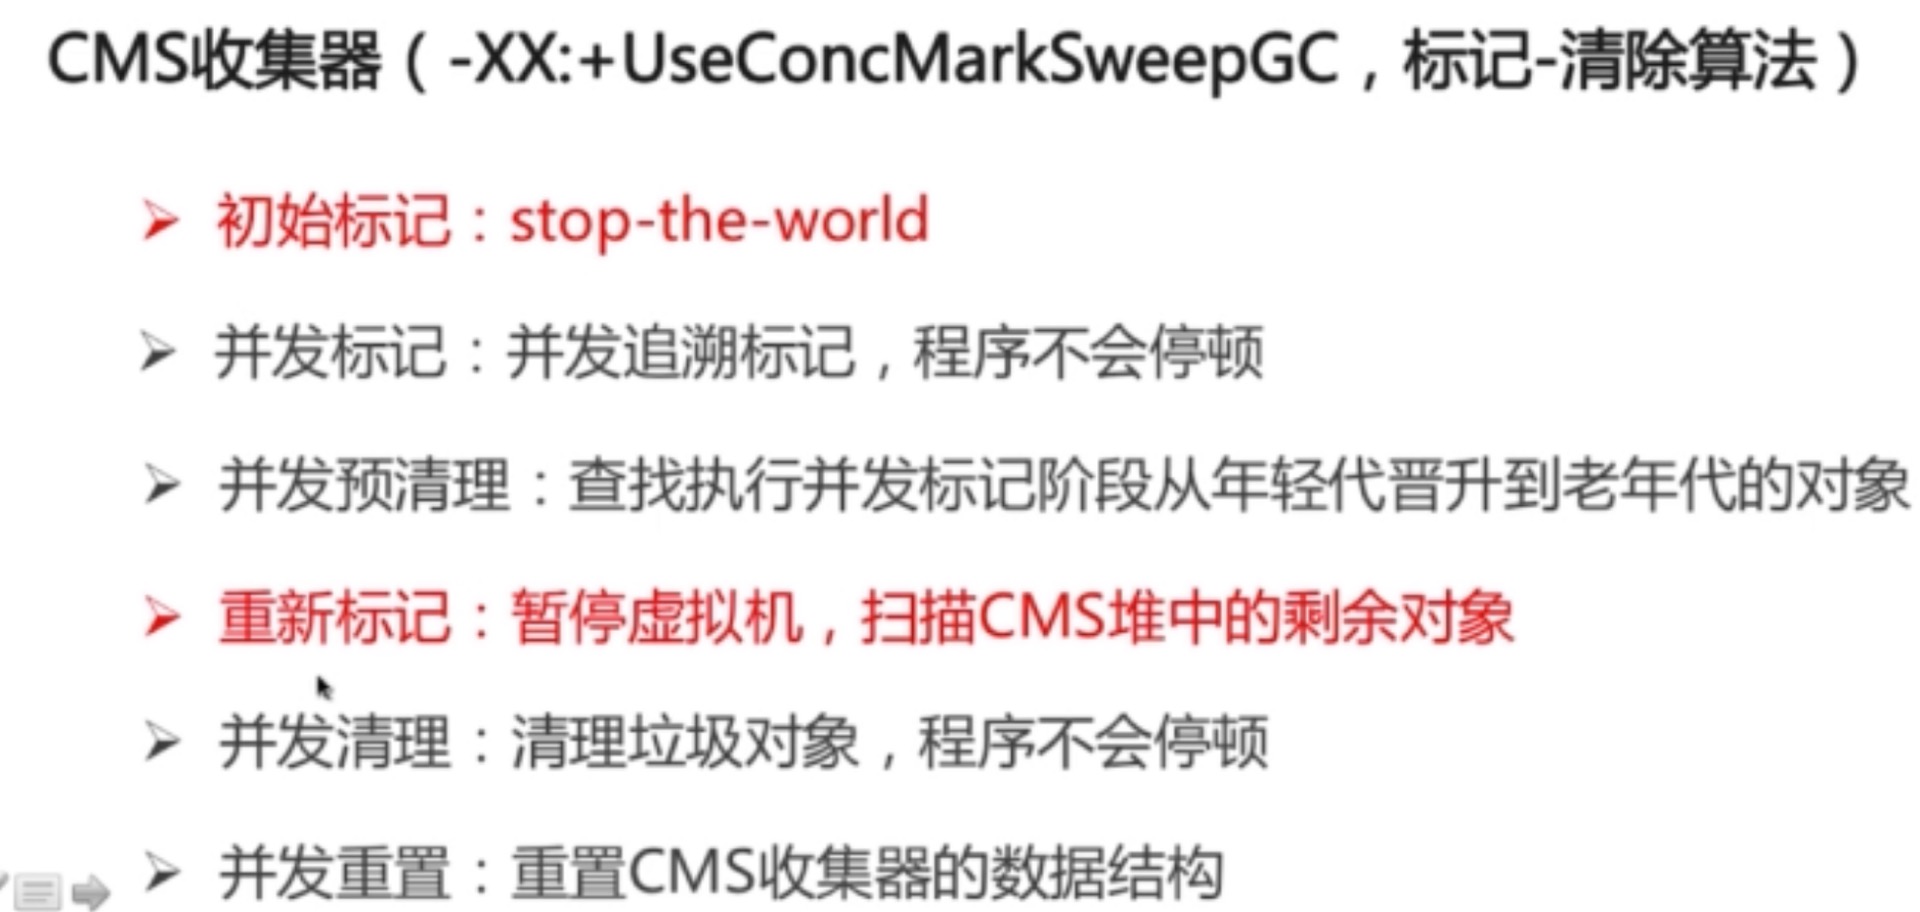 CMS收集器（-XX:+UseConcMarkSweepGC，标记-清除算法）
初始标记：stop-the-world
并发标记：并发追溯标记，程序不会停顿
并发预清理：查找执行并发标记阶段从年轻代晋升到老年代的对象
重新标记：暂停虚拟机，扫描CMS堆中的剩余对象
并发清理：清理垃圾对象，程序不会停顿
并发重置：重置CMS收集器的数据结构